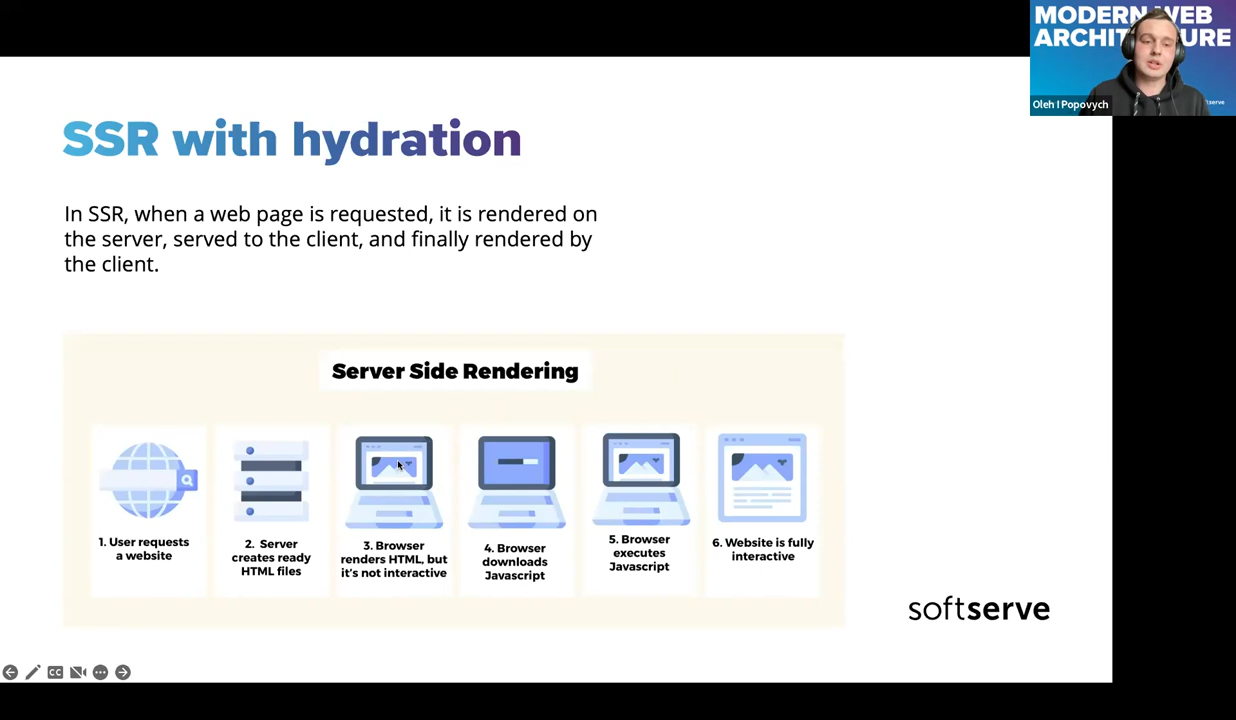 MODERN WEB
ARCHIT URE
Oleh I Popovych
SSR with hydration
In SSR, when a web page is requested, it is rendered on
the server, served to the client, and finally rendered by
the client.
Server Side Rendering
1. User requests
a website
2. Server
creates ready
HTML files
3. Browser
renders HTML, but
it's not interactive
4. Browser
downloads
Javascript
5. Browser
executes
Javascript
6. Website is fully
interactive
softserve
CC